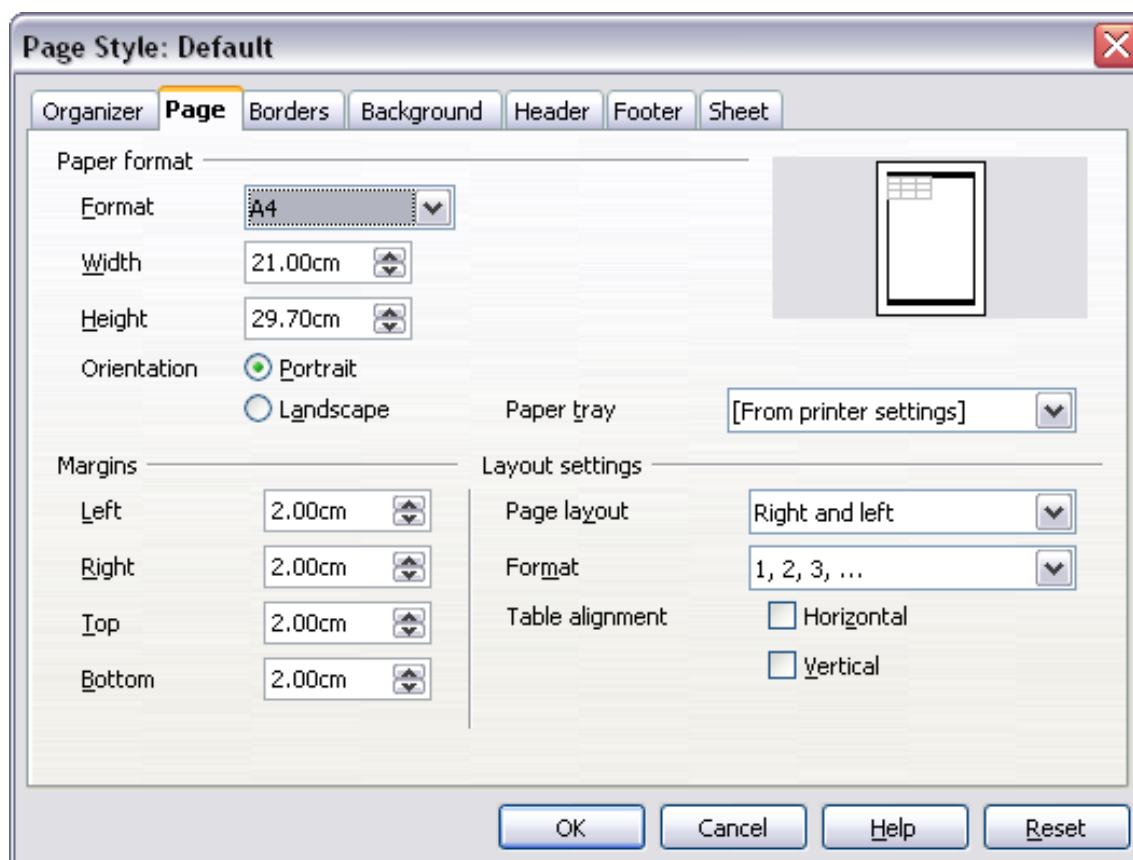 Page Style: Default
Organizer Page Borders Background Header Footer Sheet
Paper format
Format A4
Width 21.00cm
Height 29.70cm
Orientation Portrait
Landscape
Paper tray [From printer settings]
Margins
Left 2.00cm
Right 2.00cm
Top 2.00cm
Bottom 2.00cm
Layout settings
Page layout Right and left
Format 1, 2, 3, ...
Table alignment Horizontal
Vertical
OK Cancel Help Reset